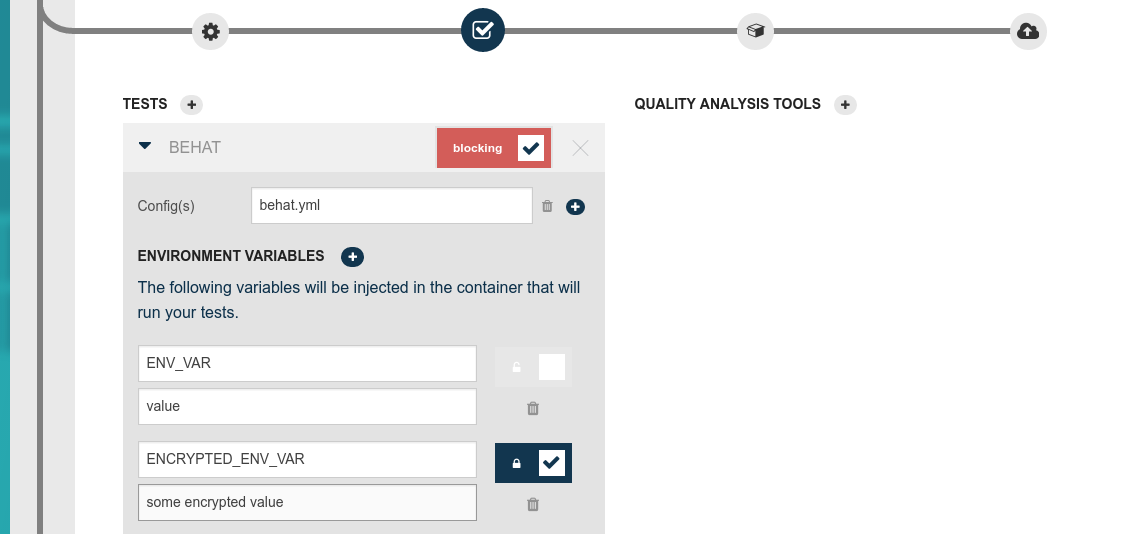 TESTS
QUALITY ANALYSIS TOOLS
BEHAT
blocking
Config(s)
behat.yml
ENVIRONMENT VARIABLES
The following variables will be injected in the container that will
run your tests.
ENV_VAR
value
ENCRYPTED_ENV_VAR
some encrypted value